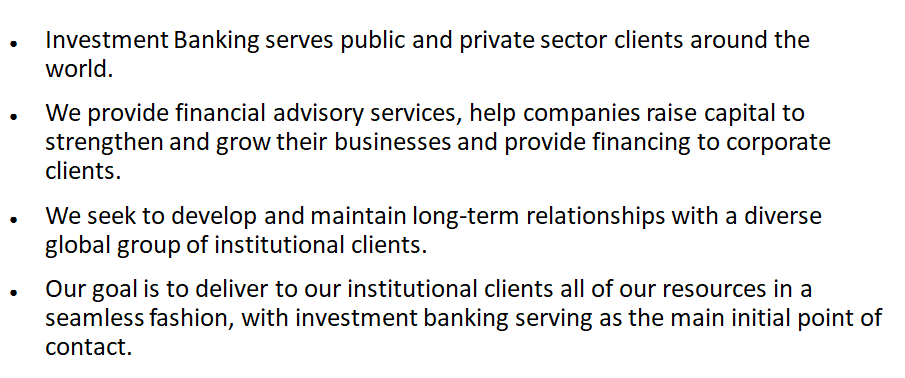 • Investment Banking serves public and private sector clients around the
world.
• We provide financial advisory services, help companies raise capital to
strengthen and grow their businesses and provide financing to corporate
clients.
• We seek to develop and maintain long-term relationships with a diverse
global group of institutional clients.
• Our goal is to deliver to our institutional clients all of our resources in a
seamless fashion, with investment banking serving as the main initial point of
contact.